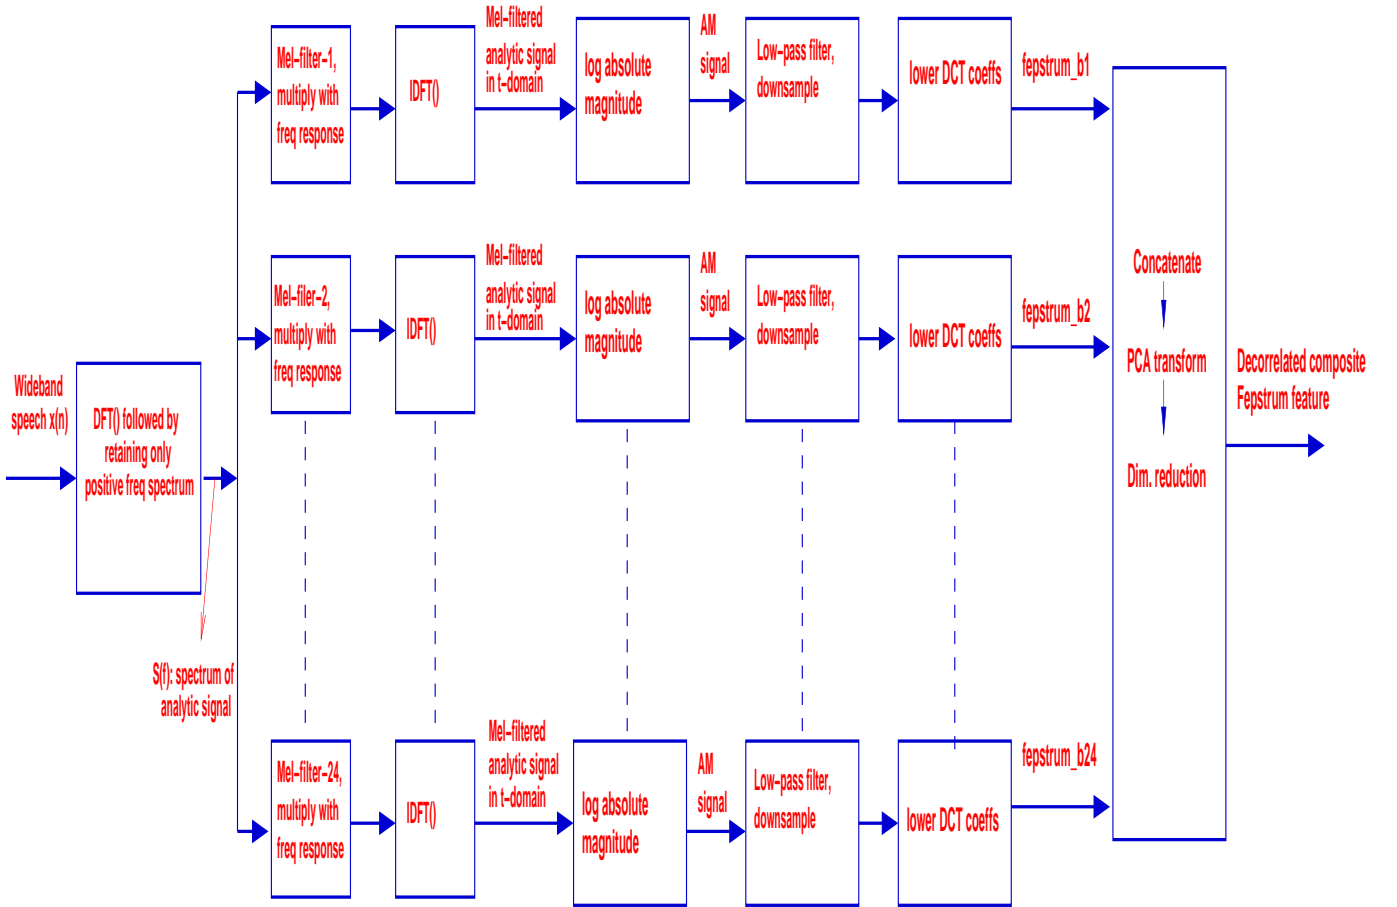 Wideband
speech x(n)
DFT() followed by
retaining only
positive freq spectrum
S(f): spectrum of
analytic signal
Mel–filter–1,
multiply with
freq response
IDFT()
Mel–filtered
analytic signal
in t–domain
log absolute
magnitude
AM
signal
Low–pass filter,
downsample
lower DCT coeffs
fepstrum_b1
Mel–filer–2,
multiply with
freq response
IDFT()
Mel–filtered
analytic signal
in t–domain
log absolute
magnitude
AM
signal
Low–pass filter,
downsample
lower DCT coeffs
fepstrum_b2
Mel–filter–24,
multiply with
freq response
IDFT()
Mel–filtered
analytic signal
in t–domain
log absolute
magnitude
AM
signal
Low–pass filter,
downsample
lower DCT coeffs
fepstrum_b24
Concatenate
PCA transform
Dim. reduction
Decorrelated composite
Fepstrum feature